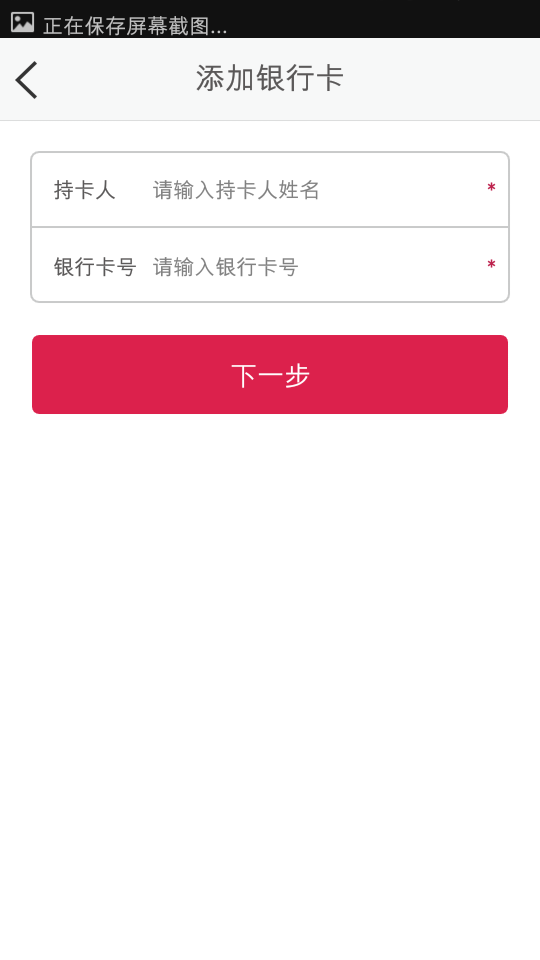 正在保存屏幕截图...
添加银行卡
持卡人 请输入持卡人姓名 *
银行卡号 请输入银行卡号 *
下一步